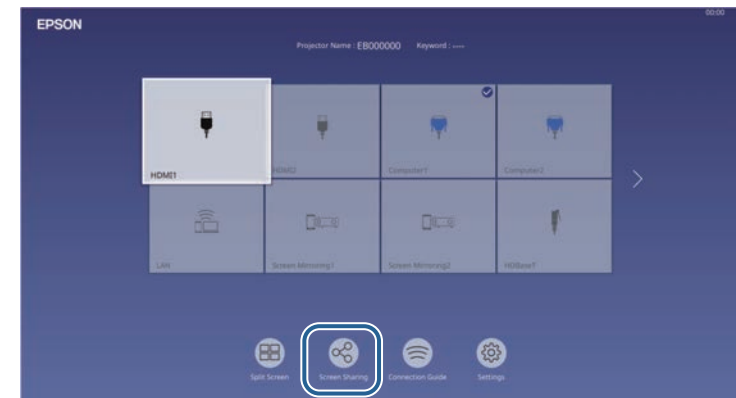 00:00
EPSON
Projector Name : EB000000 Keyword : ----
HDMI1
HDMI2
Computer1
Computer2
LAN
Screen Mirroring1
Screen Mirroring2
HDBaseT
Split Screen
Screen Sharing
Connection Guide
Settings